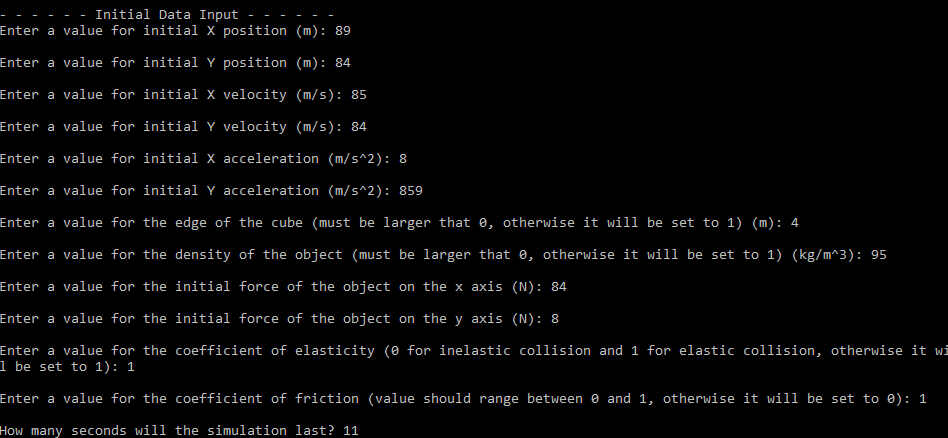 - - - - - - Initial Data Input - - - - - -
Enter a value for initial X position (m): 89
Enter a value for initial Y position (m): 84
Enter a value for initial X velocity (m/s): 85
Enter a value for initial Y velocity (m/s): 84
Enter a value for initial X acceleration (m/s^2): 8
Enter a value for initial Y acceleration (m/s^2): 859
Enter a value for the edge of the cube (must be larger that 0, otherwise it will be set to 1) (m): 4
Enter a value for the density of the object (must be larger that 0, otherwise it will be set to 1) (kg/m^3): 95
Enter a value for the initial force of the object on the x axis (N): 84
Enter a value for the initial force of the object on the y axis (N): 8
Enter a value for the coefficient of elasticity (0 for inelastic collision and 1 for elastic collision, otherwise it wi
l be set to 1): 1
Enter a value for the coefficient of friction (value should range between 0 and 1, otherwise it will be set to 0): 1
How many seconds will the simulation last? 11